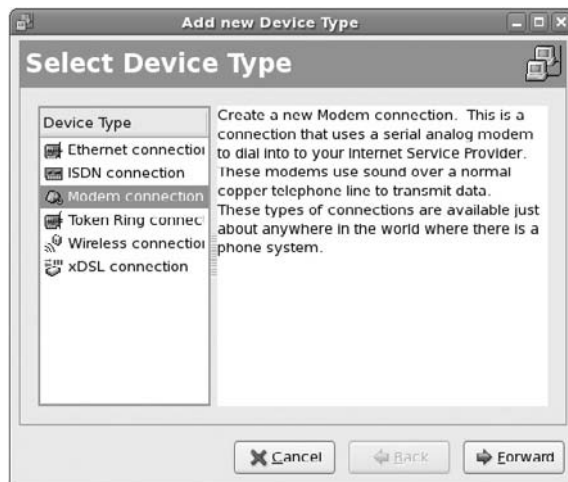 Add new Device Type
Select Device Type
Device Type
Ethernet connection
ISDN connection
Modem connection
Token Ring connec
Wireless connection
xDSL connection
Create a new Modem connection. This is a
connection that uses a serial analog modem
to dial into to your Internet Service Provider.
These modems use sound over a normal
copper telephone line to transmit data.
These types of connections are available just
about anywhere in the world where there is a
phone system.
Cancel
Back
Forward